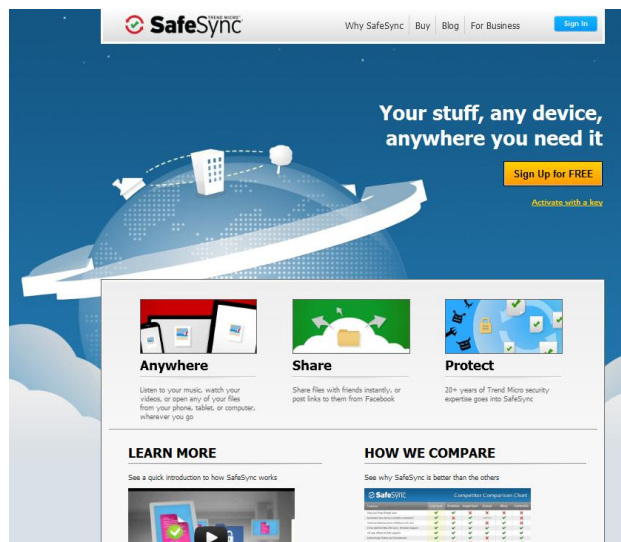 TREND MICRO
SafeSync
Why SafeSync
Buy
Blog
For Business
Sign In
Your stuff, any device,
anywhere you need it
Sign Up for FREE
Activate with a key
Anywhere
Listen to your music, watch your
videos, or open any of your files
from your phone, tablet, or computer,
wherever you go
Share
Share files with friends instantly, or
post links to them from Facebook
Protect
20+ years of Trend Micro security
expertise goes into SafeSync
LEARN MORE
See a quick introduction to how SafeSync works
HOW WE COMPARE
See why SafeSync is better than the others
SafeSync
Competitor Comparison Chart